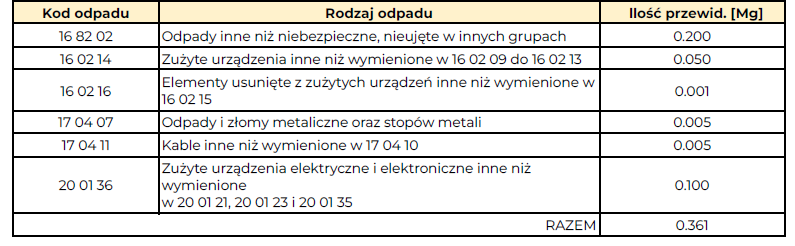 Kod odpadu Rodzaj odpadu Ilość przewid. [Mg]
16 82 02 Odpady inne niż niebezpieczne, nieujęte w innych grupach 0.200
16 02 14 Zużyte urządzenia inne niż wymienione w 16 02 09 do 16 02 13 0.050
16 02 16 Elementy usunięte z zużytych urządzeń inne niż wymienione w
16 02 15 0.001
17 04 07 Odpady i złomy metaliczne oraz stopów metali 0.005
17 04 11 Kable inne niż wymienione w 17 04 10 0.005
20 01 36 Zużyte urządzenia elektryczne i elektroniczne inne niż
wymienione
w 20 01 21, 20 01 23 i 20 01 35 0.100
RAZEM 0.361